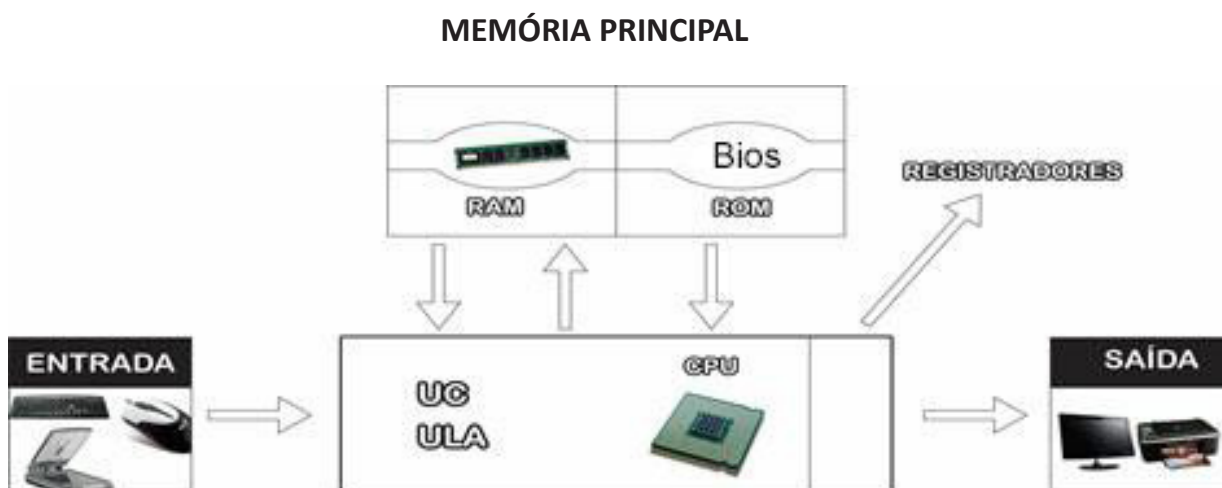 MEMÓRIA PRINCIPAL
Bios
RAM
ROM
REGISTRADORES
ENTRADA
CPU
SAÍDA
UC
ULA